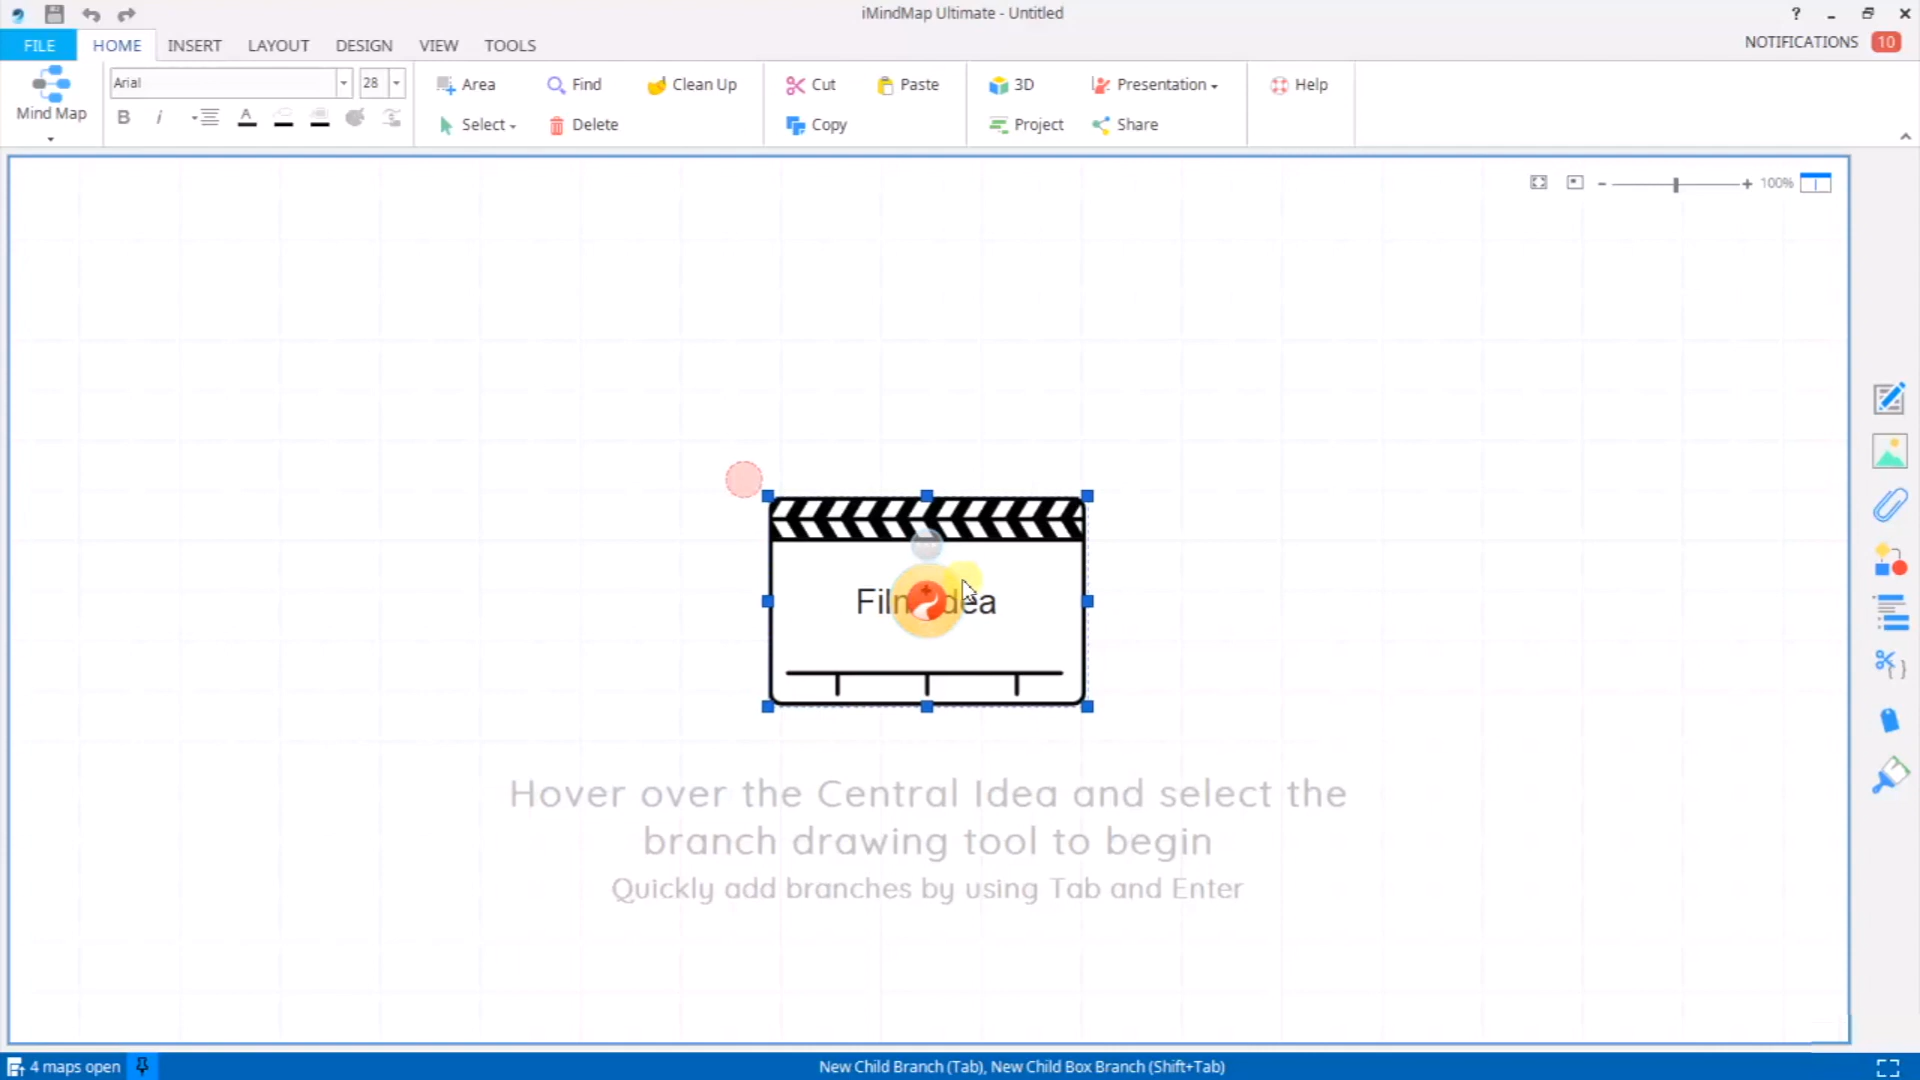 iMindMap Ultimate - Untitled
?
FILE HOME INSERT LAYOUT DESIGN VIEW TOOLS
NOTIFICATIONS 10
Mind Map
Arial 28
B i A
Area Find Clean Up
Select Delete
Cut Paste
Copy
3D Presentation
Project Share
Help
100%
Film Idea
Hover over the Central Idea and select the
branch drawing tool to begin
Quickly add branches by using Tab and Enter
4 maps open
New Child Branch (Tab), New Child Box Branch (Shift+Tab)